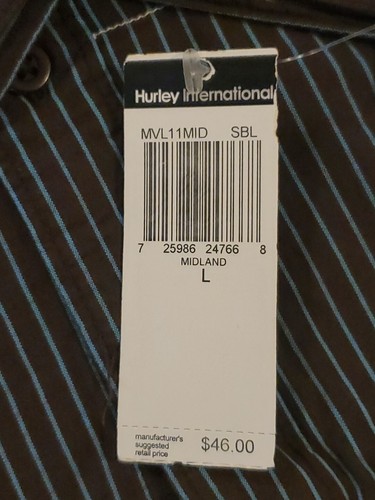 Hurley International
MVL11MID SBL
7 25986 24766 8
MIDLAND
L
manufacturer's
suggested
retail price
$46.00